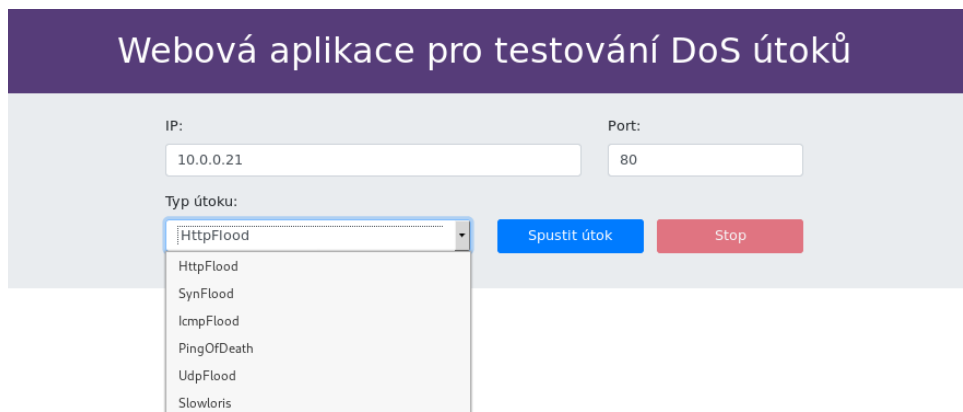 Webová aplikace pro testování DoS útoků
IP:
Port:
10.0.0.21
80
Typ útoku:
HttpFlood
Spustit útok
Stop
HttpFlood
SynFlood
IcmpFlood
PingOfDeath
UdpFlood
Slowloris